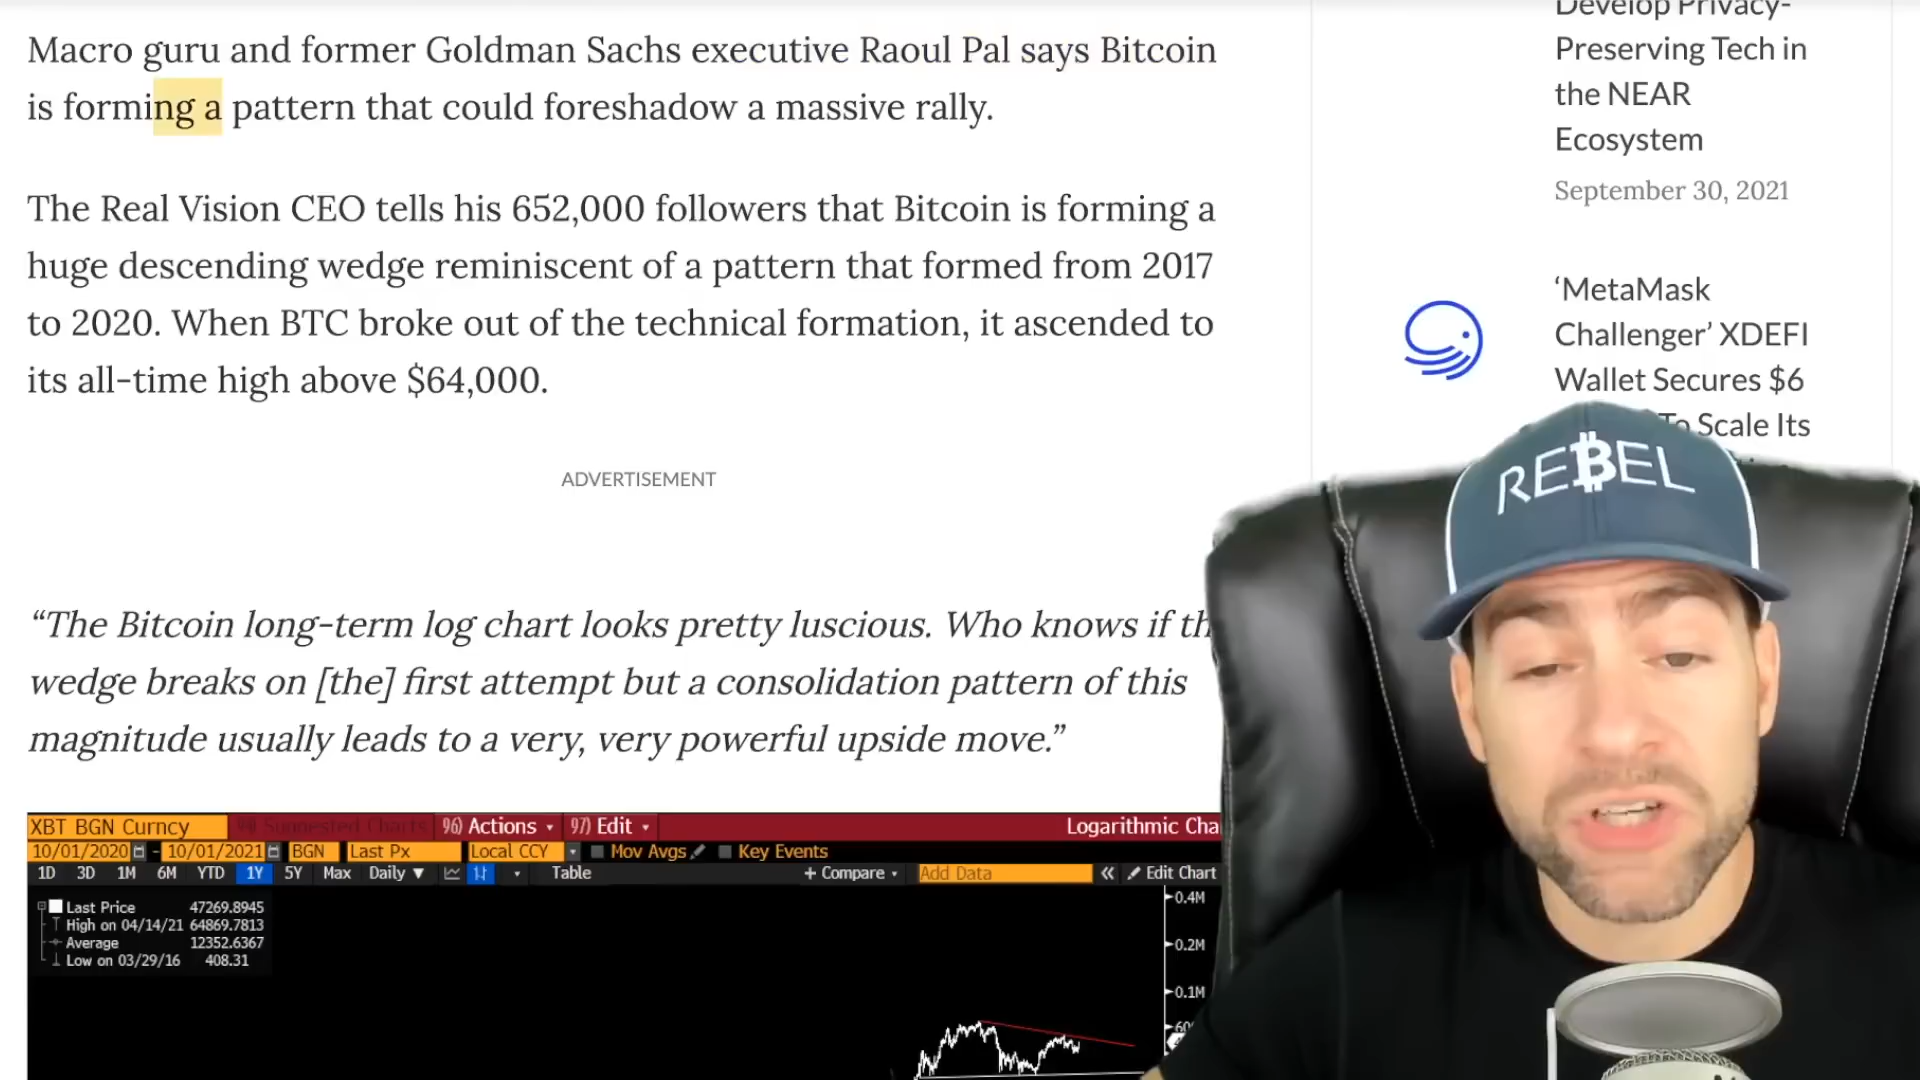 Macro guru and former Goldman Sachs executive Raoul Pal says Bitcoin
is forming a pattern that could foreshadow a massive rally.
The Real Vision CEO tells his 652,000 followers that Bitcoin is forming a
huge descending wedge reminiscent of a pattern that formed from 2017
to 2020. When BTC broke out of the technical formation, it ascended to
its all-time high above $64,000.
ADVERTISEMENT
“The Bitcoin long-term log chart looks pretty luscious. Who knows if th
wedge breaks on [the] first attempt but a consolidation pattern of this
magnitude usually leads to a very, very powerful upside move.”
XBT BGN Curncy 99) Suggested Charts 96) Actions 97) Edit Logarithmic Cha
10/01/2020 - 10/01/2021 BGN Last Px Local CCY Mov Avgs Key Events
1D 3D 1M 6M YTD 1Y 5Y Max Daily ▼ Table + Compare Add Data « Edit Chart
Last Price 47269.8945
High on 04/14/21 64869.7813
Average 12352.6367
Low on 03/29/16 408.31
0.4M
0.2M
0.1M
Develop Privacy-
Preserving Tech in
the NEAR
Ecosystem
September 30, 2021
‘MetaMask
Challenger’ XDEFI
Wallet Secures $6
To Scale Its
REBEL